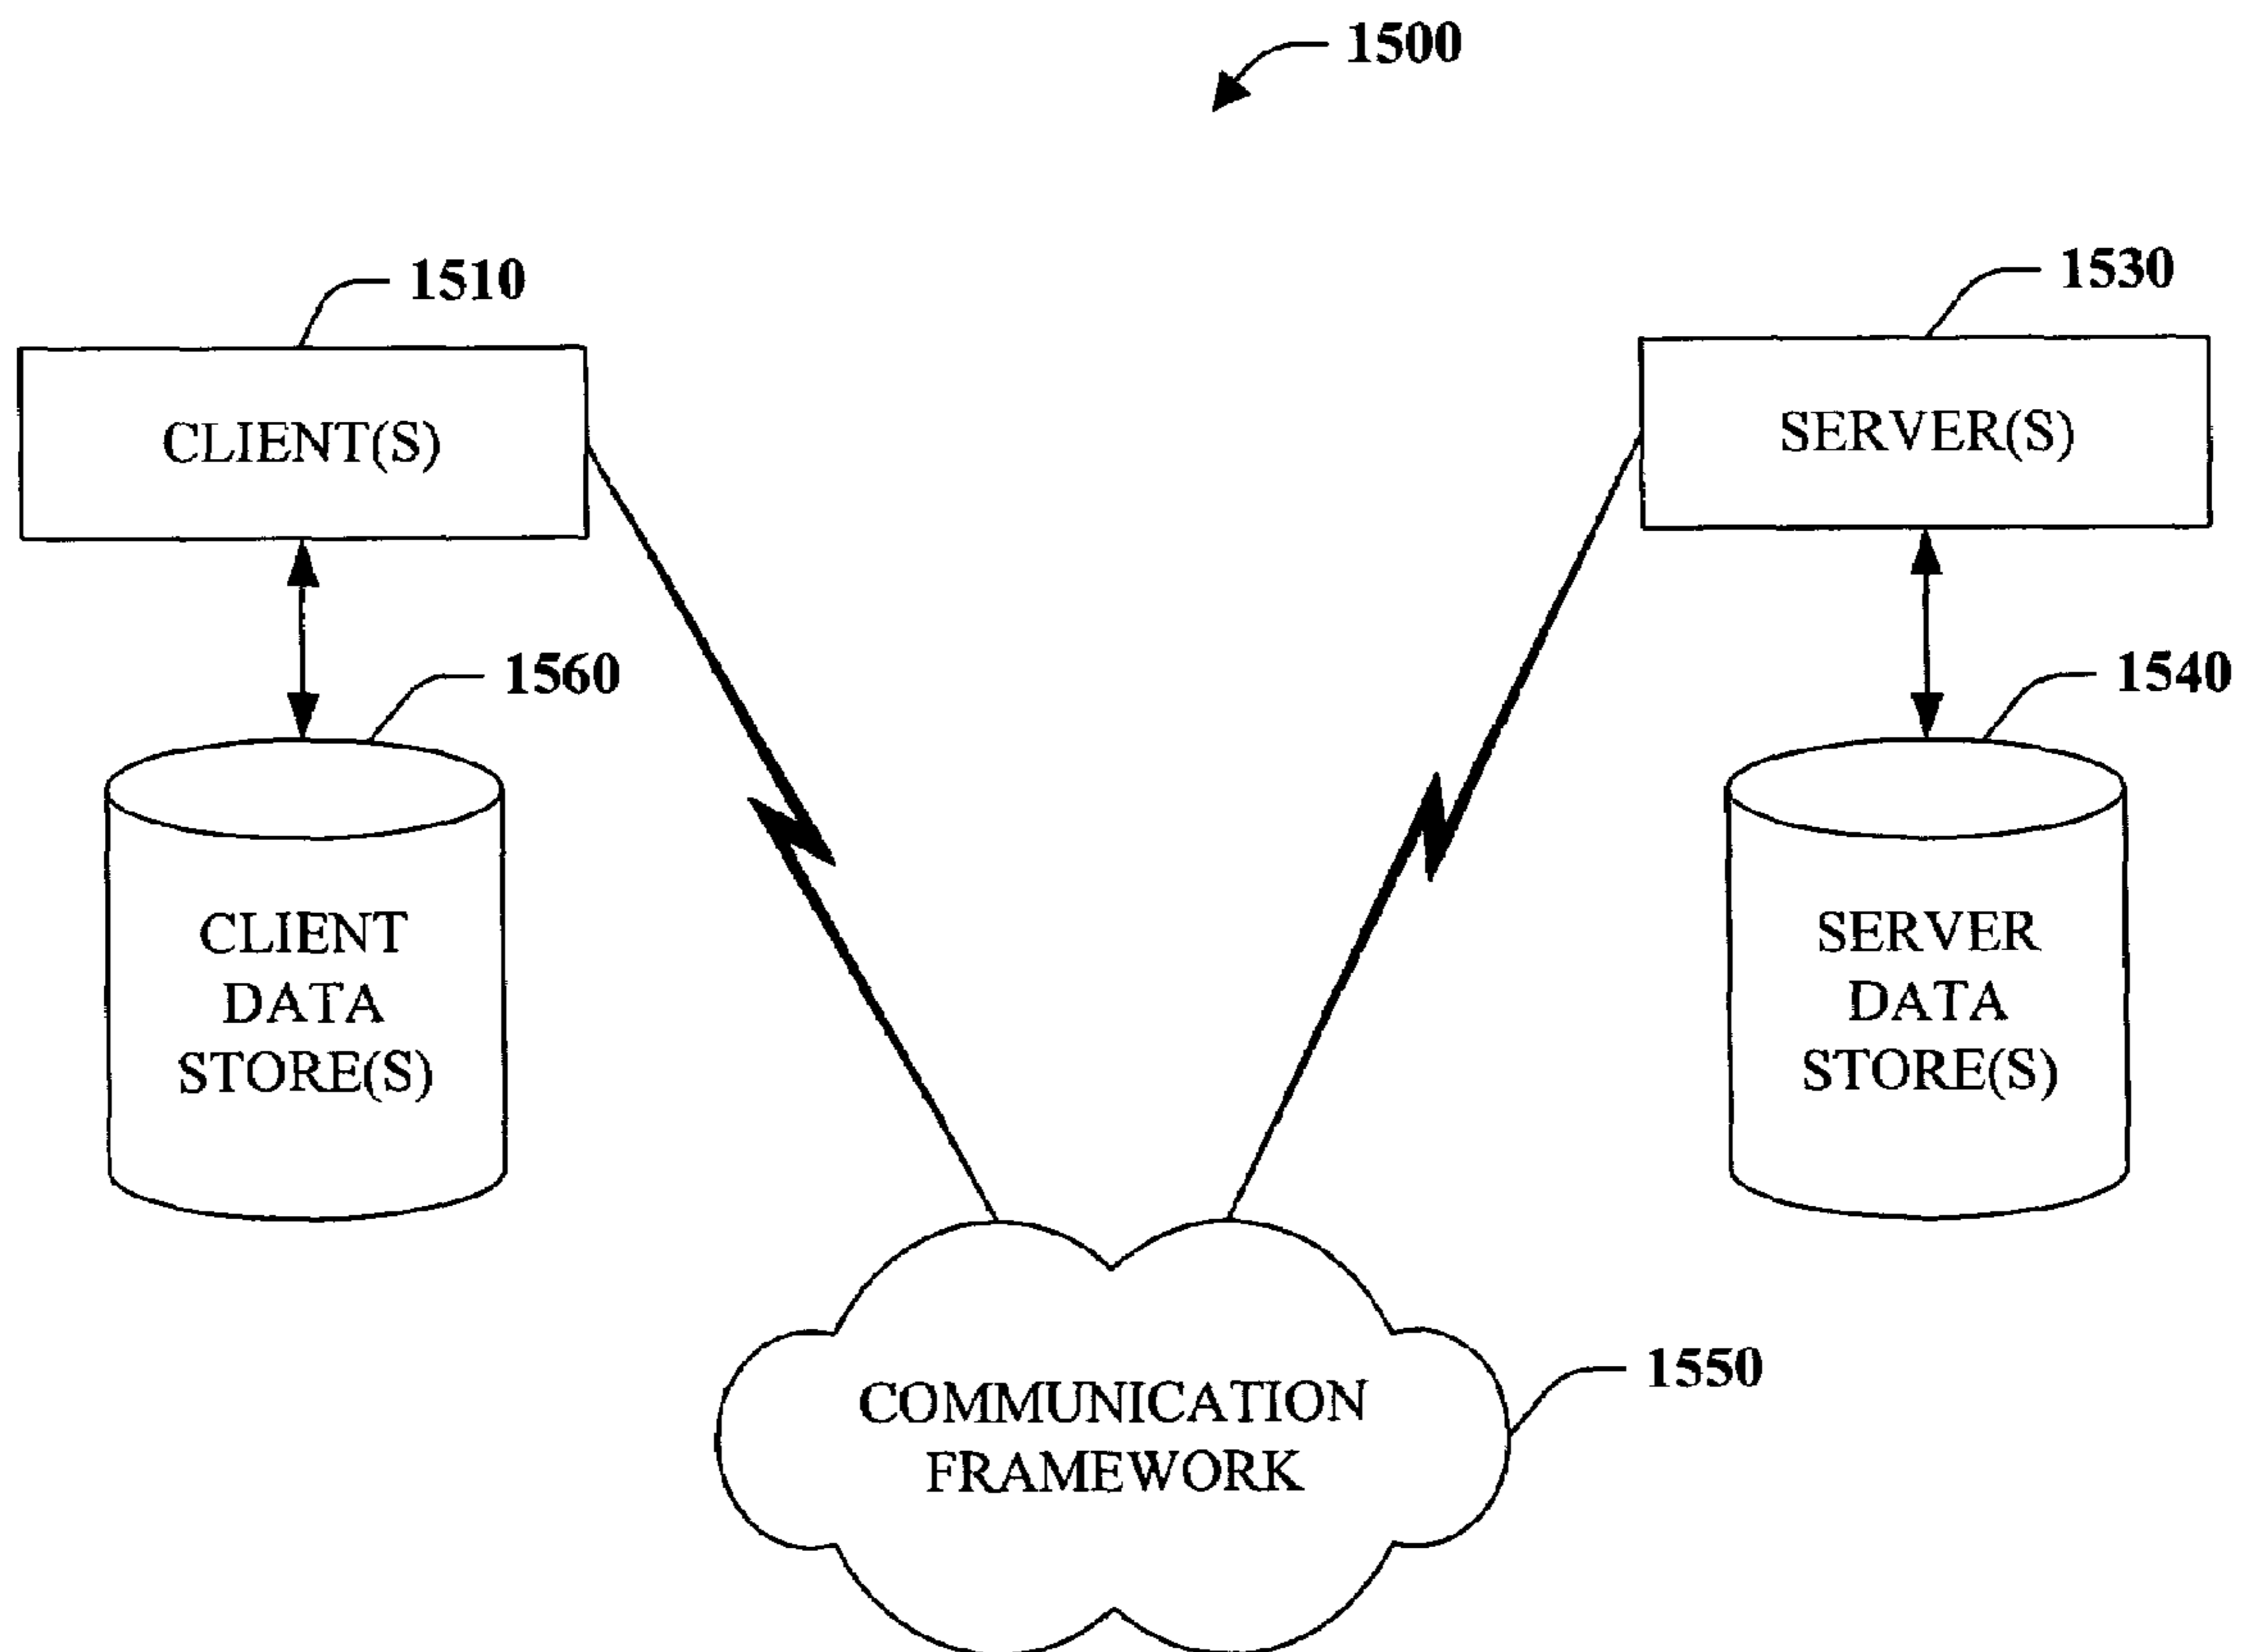 1500
1510
1530
CLIENT(S)
SERVER(S)
1560
1540
CLIENT
DATA
STORE(S)
SERVER
DATA
STORE(S)
1550
COMMUNICATION
FRAMEWORK